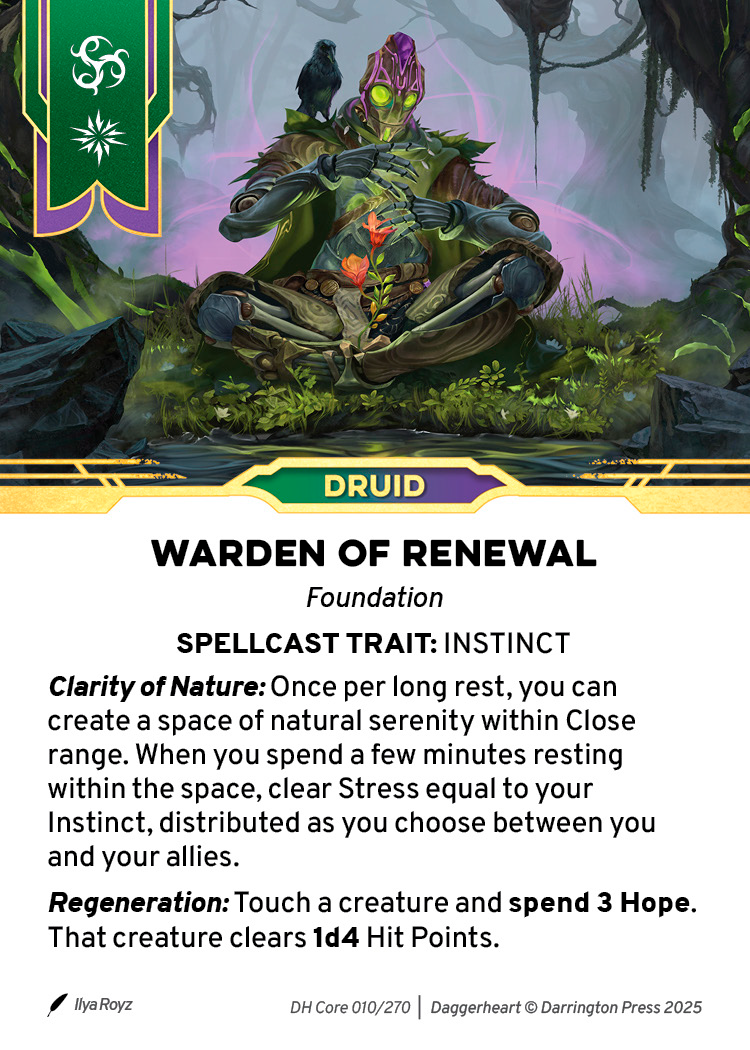 DRUID
WARDEN OF RENEWAL
Foundation
SPELLCAST TRAIT: INSTINCT
Clarity of Nature: Once per long rest, you can
create a space of natural serenity within Close
range. When you spend a few minutes resting
within the space, clear Stress equal to your
Instinct, distributed as you choose between you
and your allies.
Regeneration: Touch a creature and spend 3 Hope.
That creature clears 1d4 Hit Points.
Ilya Royz
DH Core 010/270 | Daggerheart © Darrington Press 2025